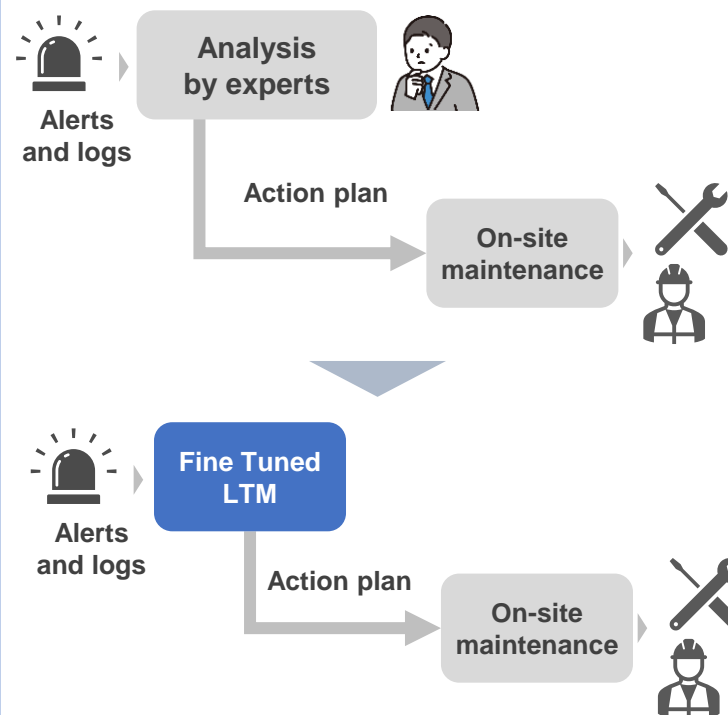 Analysis
by experts
Alerts
and logs
Action plan
On-site
maintenance
Fine Tuned
LTM
Alerts
and logs
Action plan
On-site
maintenance